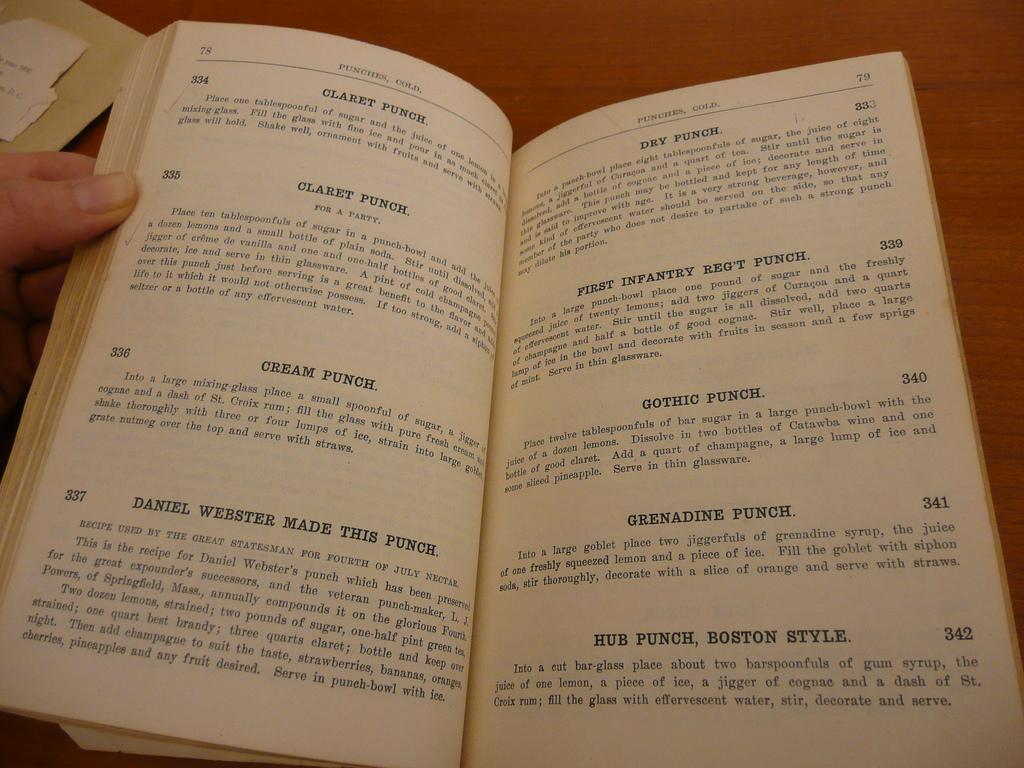 78
PUNCHES, COLD.
334
CLARET PUNCH.
Place one tablespoonful of sugar and the juice of one lemon in a
mixing-glass. Fill the glass with fine ice and pour in as much claret as
glass will hold. Shake well, ornament with fruits and serve with straws.
335
CLARET PUNCH.
FOR A PARTY.
Place ten tablespoonfuls of sugar in a punch-bowl and add the juice
a dozen lemons and a small bottle of plain soda. Stir until dissolved, add
jigger of crême de vanilla and one and one-half bottles of good claret.
decorate, ice and serve in thin glassware. A pint of cold champagne
over this punch just before serving is a great benefit to the flavor and
life to it which it would not otherwise possess. If too strong, add a siphon of
seltzer or a bottle of any effervescent water.
336
CREAM PUNCH.
Into a large mixing-glass place a small spoonful of sugar, a jigger of
cognac and a dash of St. Croix rum; fill the glass with pure fresh cream and
shake thoroughly with three or four lumps of ice, strain into large goblet,
grate nutmeg over the top and serve with straws.
337
DANIEL WEBSTER MADE THIS PUNCH.
RECIPE USED BY THE GREAT STATESMAN FOR FOURTH OF JULY NECTAR.
This is the recipe for Daniel Webster's punch which has been preserved
for the great expounder's successors, and the veteran punch-maker, L. J.
Powers, of Springfield, Mass., annually compounds it on the glorious Fourth.
Two dozen lemons, strained; two pounds of sugar, one-half pint green tea,
strained; one quart best brandy; three quarts claret; bottle and keep over
night. Then add champagne to suit the taste, strawberries, bananas, oranges,
cherries, pineapples and any fruit desired. Serve in punch-bowl with ice.
79
PUNCHES, COLD.
333
DRY PUNCH.
Into a punch-bowl place eight tablespoonfuls of sugar, the juice of eight
lemons, a jiggerful of Curaçoa and a quart of tea. Stir until the sugar is
dissolved, add a bottle of cognac and a piece of ice; decorate and serve in
thin glassware. This punch may be bottled and kept for any length of time
and is said to improve with age. It is a very strong beverage, however, and
some kind of effervescent water should be served on the side, so that any
member of the party who does not desire to partake of such a strong punch
may dilute his portion.
339
FIRST INFANTRY REG'T PUNCH.
Into a large punch-bowl place one pound of sugar and the freshly
squeezed juice of twenty lemons; add two jiggers of Curaçoa and a quart
of effervescent water. Stir until the sugar is all dissolved, add two quarts
of champagne and half a bottle of good cognac. Stir well, place a large
lump of ice in the bowl and decorate with fruits in season and a few sprigs
of mint. Serve in thin glassware.
340
GOTHIC PUNCH.
Place twelve tablespoonfuls of bar sugar in a large punch-bowl with the
juice of a dozen lemons. Dissolve in two bottles of Catawba wine and one
bottle of good claret. Add a quart of champagne, a large lump of ice and
some sliced pineapple. Serve in thin glassware.
341
GRENADINE PUNCH.
Into a large goblet place two jiggerfuls of grenadine syrup, the juice
of one freshly squeezed lemon and a piece of ice. Fill the goblet with siphon
soda, stir thoroughly, decorate with a slice of orange and serve with straws.
342
HUB PUNCH, BOSTON STYLE.
Into a cut bar-glass place about two barspoonfuls of gum syrup, the
juice of one lemon, a piece of ice, a jigger of cognac and a dash of St.
Croix rum; fill the glass with effervescent water, stir, decorate and serve.